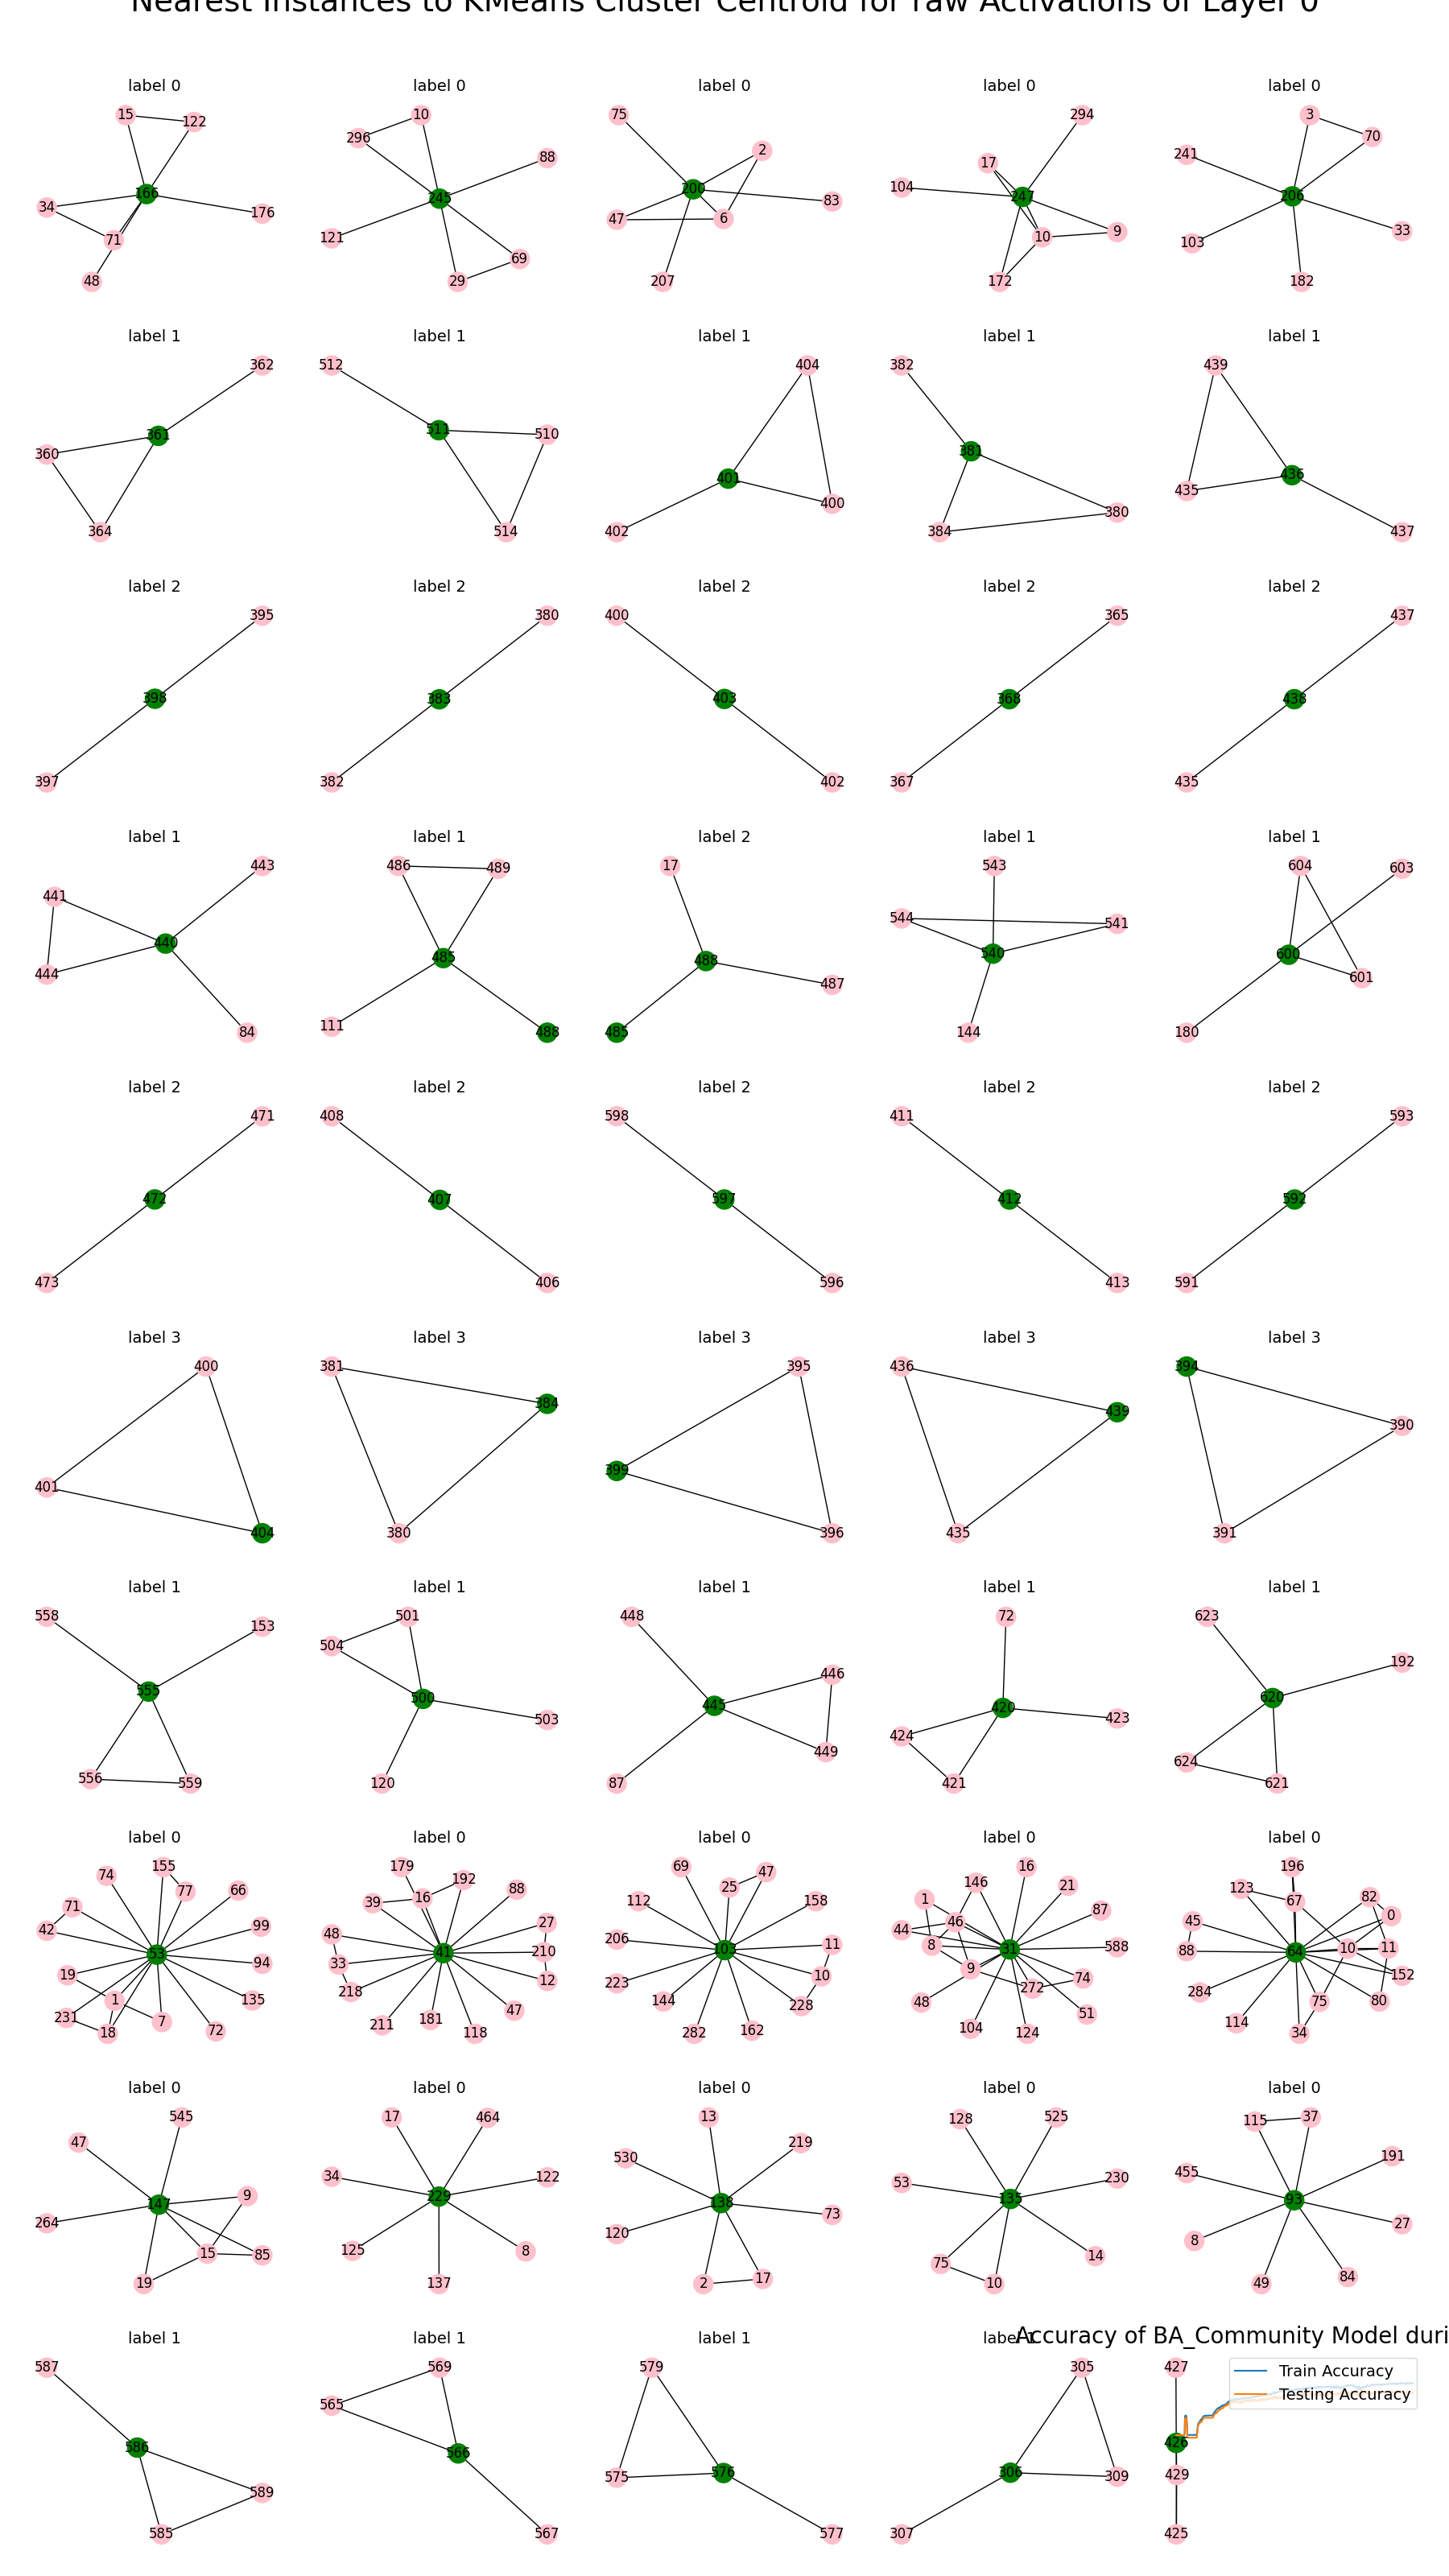 Nearest Instances to KMeans Cluster Centroid for raw Activations of Layer 0
label 0 label 0 label 0 label 0 label 0
15 122 166 34 176 71 48
10 296 88 245 121 69 29
75 2 200 83 47 6 207
294 17 104 247 10 9 172
3 70 241 206 33 103 182
label 1 label 1 label 1 label 1 label 1
362 361 360 364
512 511 510 514
404 401 400 402
382 381 380 384
439 436 435 437
label 2 label 2 label 2 label 2 label 2
395 398 397
380 383 382
400 403 402
365 368 367
437 438 435
label 1 label 1 label 2 label 1 label 1
443 441 440 444 84
486 489 485 111 488
17 488 487 485
543 544 541 540 144
604 603 600 601 180
label 2 label 2 label 2 label 2 label 2
471 472 473
408 407 406
598 597 596
411 412 413
593 592 591
label 3 label 3 label 3 label 3 label 3
400 401 404
381 384 380
395 399 396
436 439 435
394 390 391
label 1 label 1 label 1 label 1 label 1
558 153 555 556 559
501 504 500 503 120
448 446 445 449 87
72 420 423 424 421
623 192 620 624 621
label 0 label 0 label 0 label 0 label 0
155 74 77 66 71 42 99 53 94 19 1 135 231 7 18 72
179 192 16 88 39 27 48 41 210 33 12 218 47 181 211 118
69 47 25 112 158 206 11 103 10 223 144 228 282 162
16 146 21 1 87 46 44 8 31 588 9 74 272 48 51 104 124
196 123 82 67 0 45 88 64 10 11 152 284 75 80 114 34
label 0 label 0 label 0 label 0 label 0
545 47 9 147 264 15 85 19
17 464 34 122 229 125 8 137
13 219 530 138 73 120 17 2
128 525 53 230 135 14 75 10
115 37 191 455 93 27 8 84 49
label 1 label 1 label 1 label 1
Accuracy of BA_Community Model duri
587 586 589 585
569 565 566 567
579 575 576 577
305 306 309 307
427 426 429 425
Train Accuracy
Testing Accuracy